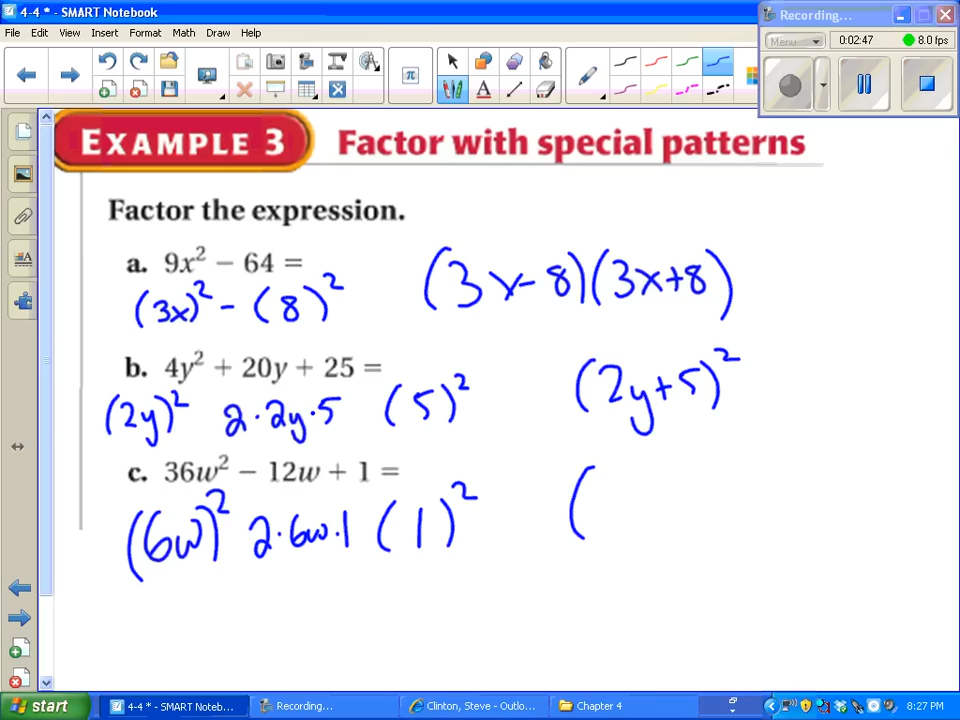 4-4 * - SMART Notebook
Recording...
File Edit View Insert Format Math Draw Help
Menu 0:02:47 8.0 fps
π
A
EXAMPLE 3 Factor with special patterns
Factor the expression.
a. 9x² − 64 = (3x-8)(3x+8)
(3x)² - (8)²
b. 4y² + 20y + 25 = (2y+5)²
(2y)² 2·2y·5 (5)²
c. 36w² − 12w + 1 = (
(6w)² 2·6w·1 (1)²
start 4-4 * - SMART Noteb... Recording... Clinton, Steve - Outlo... Chapter 4 8:27 PM